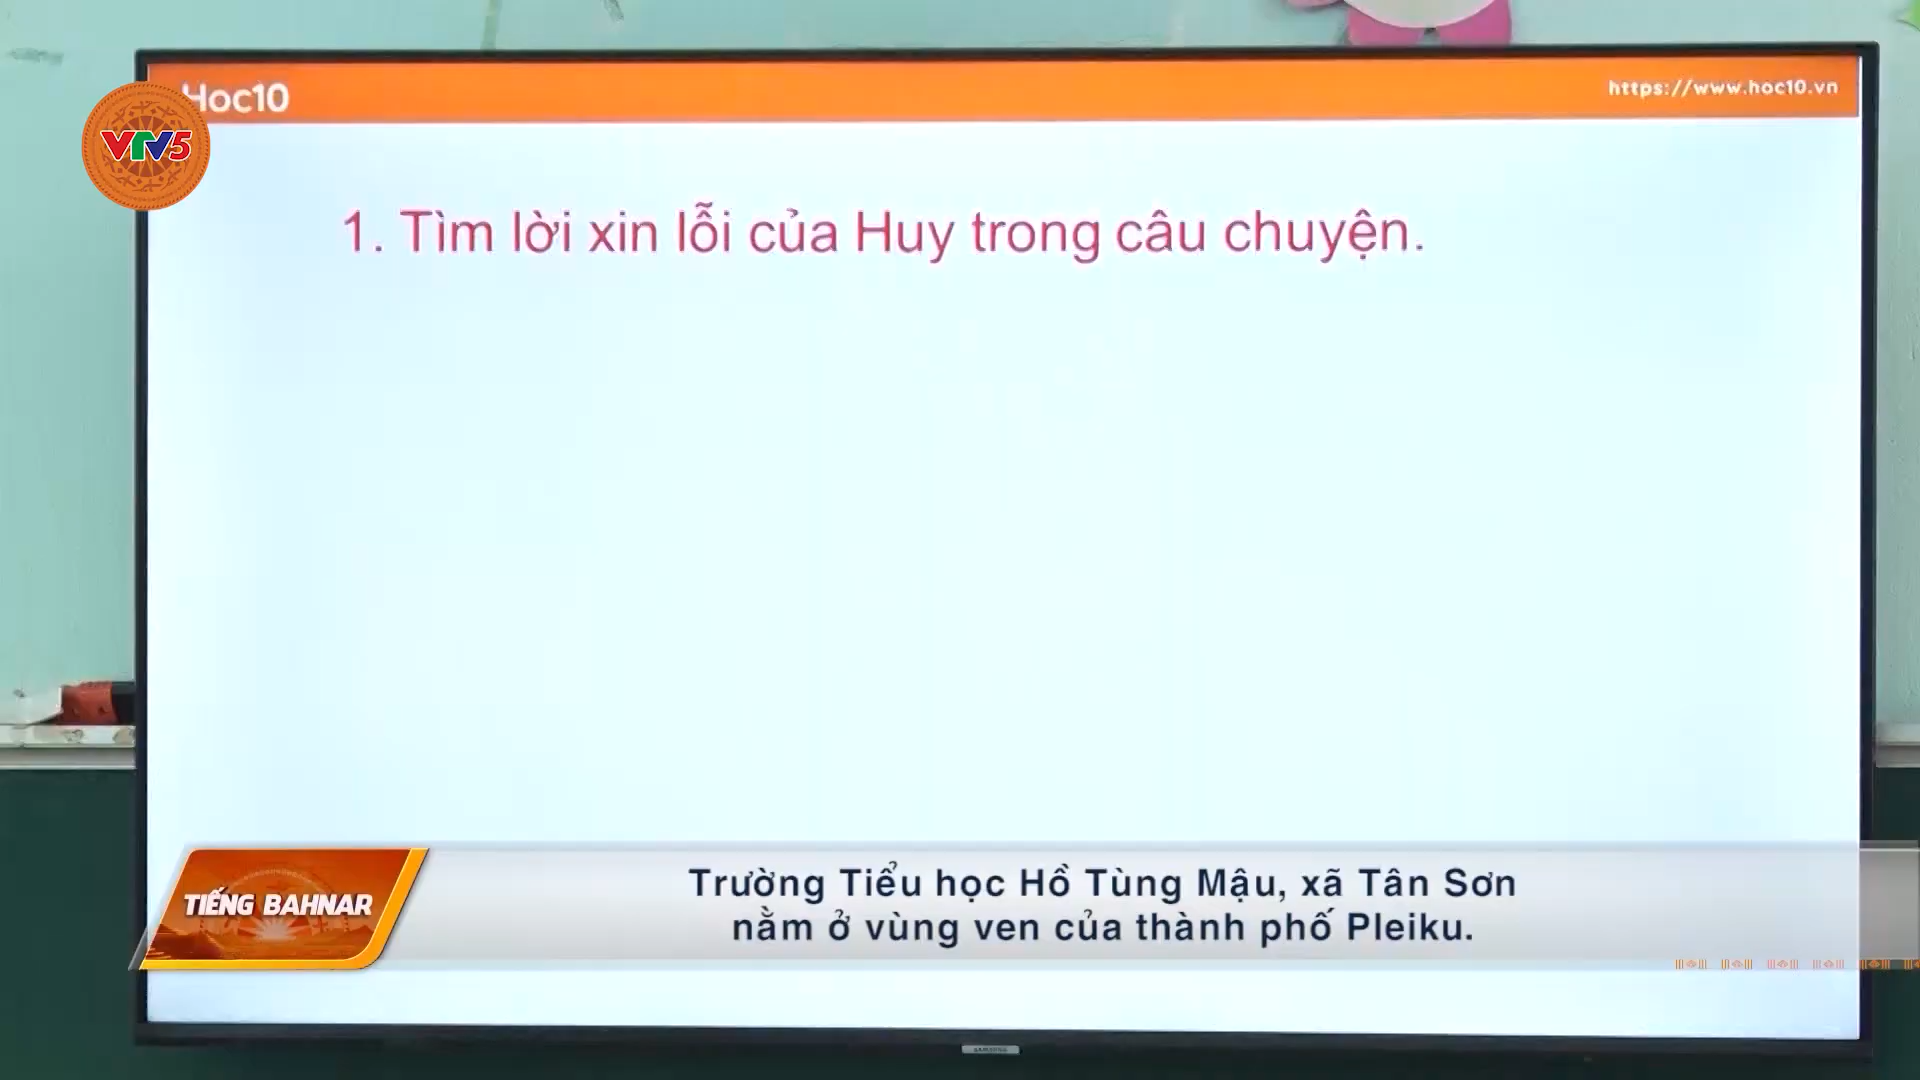 Hoc10
https://www.hoc10.vn
VTV5
1. Tìm lời xin lỗi của Huy trong câu chuyện.
TIẾNG BAHNAR
Trường Tiểu học Hồ Tùng Mậu, xã Tân Sơn
nằm ở vùng ven của thành phố Pleiku.
SAMSUNG